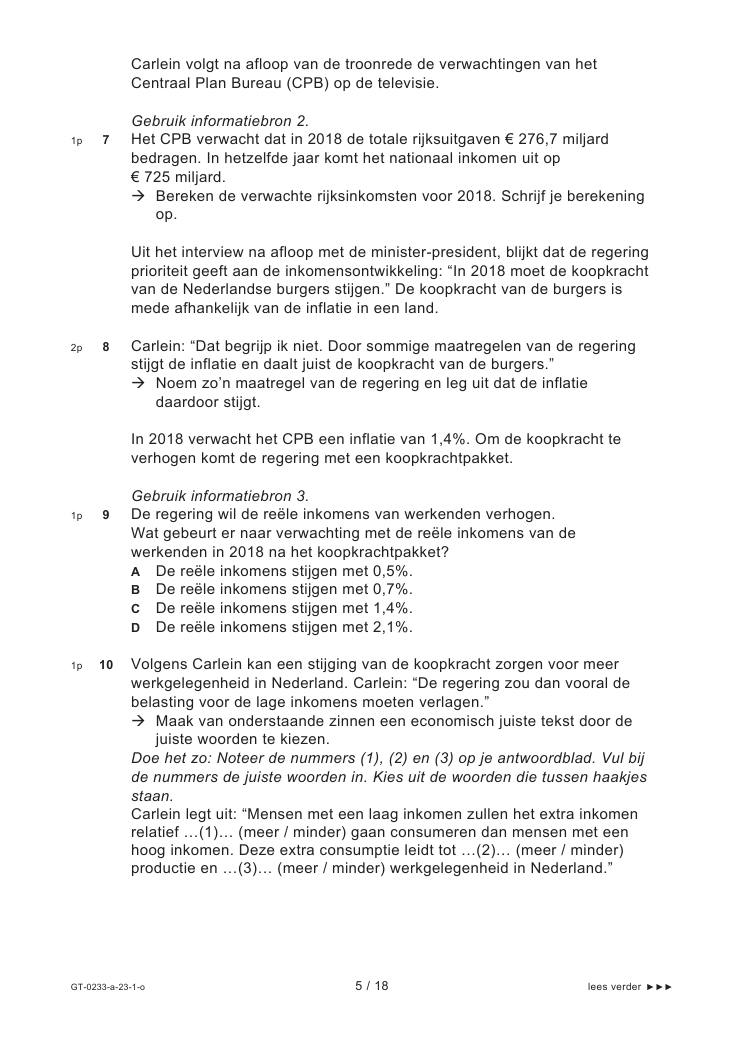 Carlein volgt na afloop van de troonrede de verwachtingen van het
Centraal Plan Bureau (CPB) op de televisie.
Gebruik informatiebron 2.
1p 7 Het CPB verwacht dat in 2018 de totale rijksuitgaven € 276,7 miljard
bedragen. In hetzelfde jaar komt het nationaal inkomen uit op
€ 725 miljard.
→ Bereken de verwachte rijksinkomsten voor 2018. Schrijf je berekening
op.
Uit het interview na afloop met de minister-president, blijkt dat de regering
prioriteit geeft aan de inkomensontwikkeling: “In 2018 moet de koopkracht
van de Nederlandse burgers stijgen.” De koopkracht van de burgers is
mede afhankelijk van de inflatie in een land.
2p 8 Carlein: “Dat begrijp ik niet. Door sommige maatregelen van de regering
stijgt de inflatie en daalt juist de koopkracht van de burgers.”
→ Noem zo’n maatregel van de regering en leg uit dat de inflatie
daardoor stijgt.
In 2018 verwacht het CPB een inflatie van 1,4%. Om de koopkracht te
verhogen komt de regering met een koopkrachtpakket.
Gebruik informatiebron 3.
1p 9 De regering wil de reële inkomens van werkenden verhogen.
Wat gebeurt er naar verwachting met de reële inkomens van de
werkenden in 2018 na het koopkrachtpakket?
A De reële inkomens stijgen met 0,5%.
B De reële inkomens stijgen met 0,7%.
C De reële inkomens stijgen met 1,4%.
D De reële inkomens stijgen met 2,1%.
1p 10 Volgens Carlein kan een stijging van de koopkracht zorgen voor meer
werkgelegenheid in Nederland. Carlein: “De regering zou dan vooral de
belasting voor de lage inkomens moeten verlagen.”
→ Maak van onderstaande zinnen een economisch juiste tekst door de
juiste woorden te kiezen.
Doe het zo: Noteer de nummers (1), (2) en (3) op je antwoordblad. Vul bij
de nummers de juiste woorden in. Kies uit de woorden die tussen haakjes
staan.
Carlein legt uit: “Mensen met een laag inkomen zullen het extra inkomen
relatief …(1)… (meer / minder) gaan consumeren dan mensen met een
hoog inkomen. Deze extra consumptie leidt tot …(2)… (meer / minder)
productie en …(3)… (meer / minder) werkgelegenheid in Nederland.”
GT-0233-a-23-1-o 5 / 18 lees verder ►►►